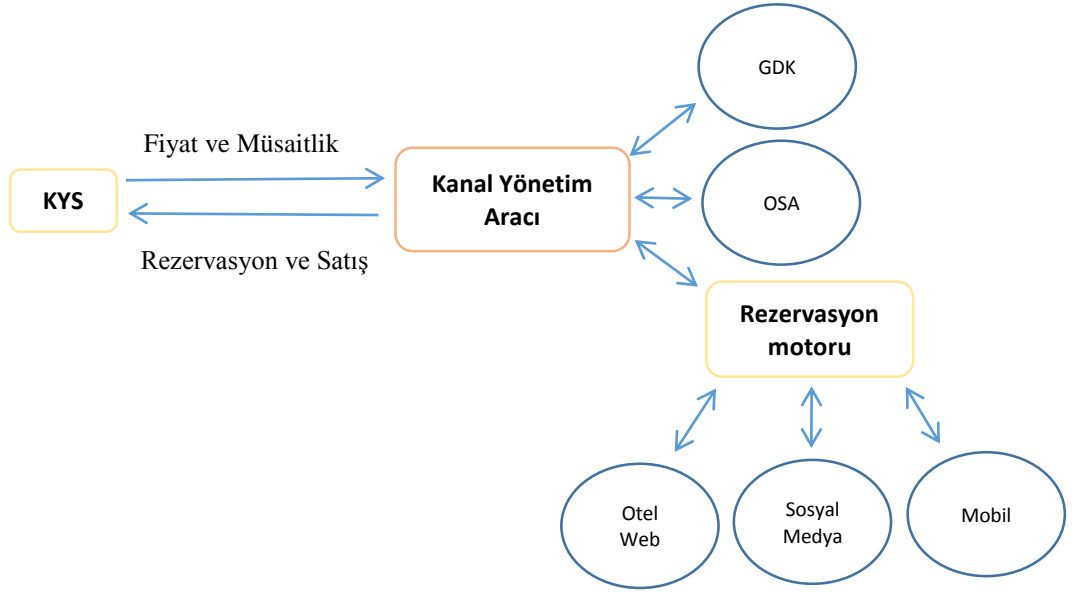 GDK
Fiyat ve Müsaitlik
KYS
Kanal Yönetim
Aracı
OSA
Rezervasyon ve Satış
Rezervasyon
motoru
Otel
Web
Sosyal
Medya
Mobil